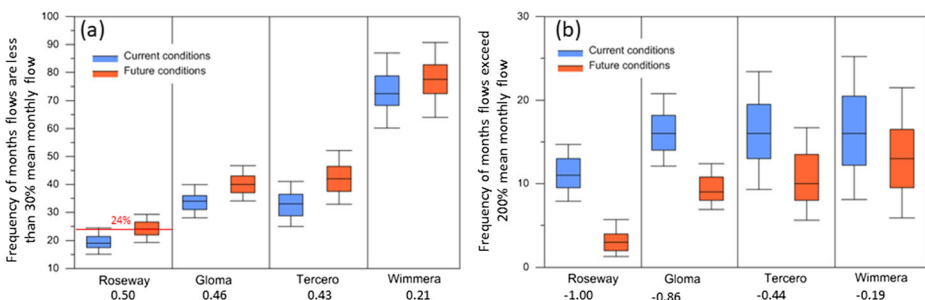 (a)
Current conditions
Future conditions
Frequency of months flows are less
than 30% mean monthly flow
100
90
80
70
60
50
40
30
20
10
24%
Roseway Gloma Tercero Wimmera
0.50 0.46 0.43 0.21
(b)
Current conditions
Future conditions
Frequency of months flows exceed
200% mean monthly flow
30
20
10
0
Roseway Gloma Tercero Wimmera
-1.00 -0.86 -0.44 -0.19